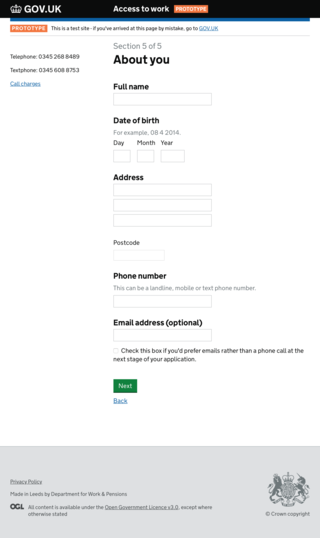 GOV.UK
Access to work PROTOTYPE
PROTOTYPE This is a test site - if you've arrived at this page by mistake, go to GOV.UK
Telephone: 0345 268 8489
Textphone: 0345 608 8753
Call charges
Section 5 of 5
About you
Full name
Date of birth
For example, 08 4 2014.
Day Month Year
Address
Postcode
Phone number
This can be a landline, mobile or text phone number.
Email address (optional)
Check this box if you'd prefer emails rather than a phone call at the
next stage of your application.
Next
Back
Privacy Policy
Made in Leeds by Department for Work & Pensions
OGL All content is available under the Open Government Licence v3.0, except where
otherwise stated
© Crown copyright